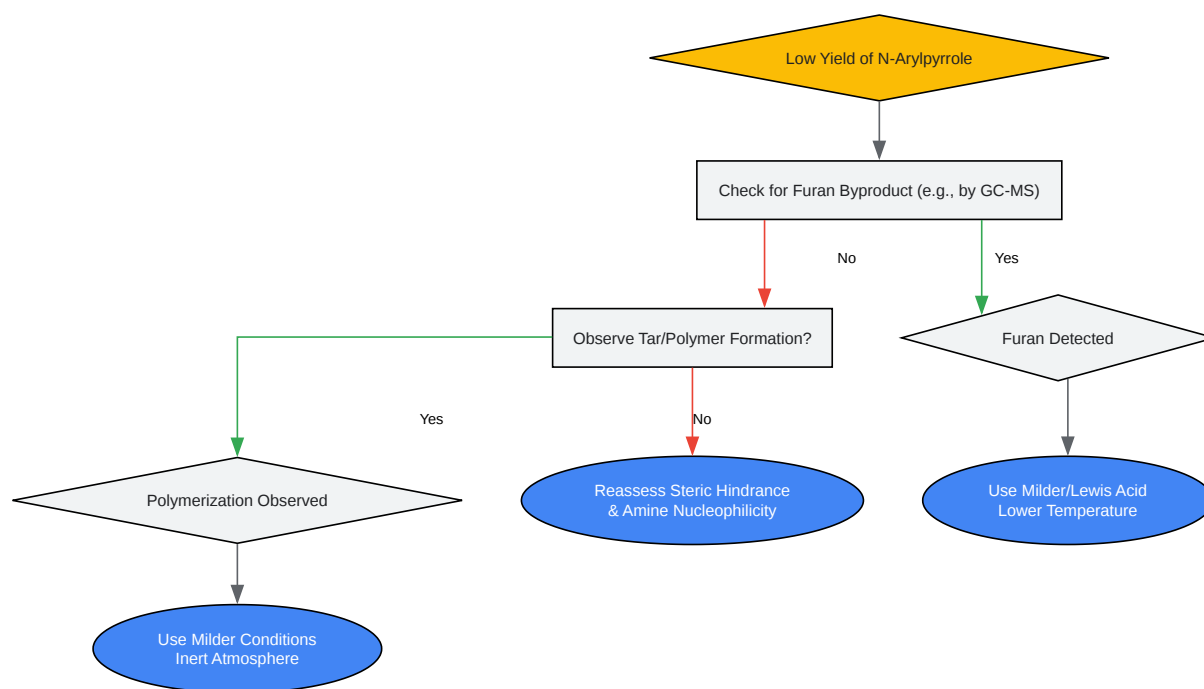 Low Yield of N-Arylpyrrole
Check for Furan Byproduct (e.g., by GC-MS)
No
Yes
Observe Tar/Polymer Formation?
Furan Detected
Yes
No
Polymerization Observed
Reassess Steric Hindrance
& Amine Nucleophilicity
Use Milder/Lewis Acid
Lower Temperature
Use Milder Conditions
Inert Atmosphere